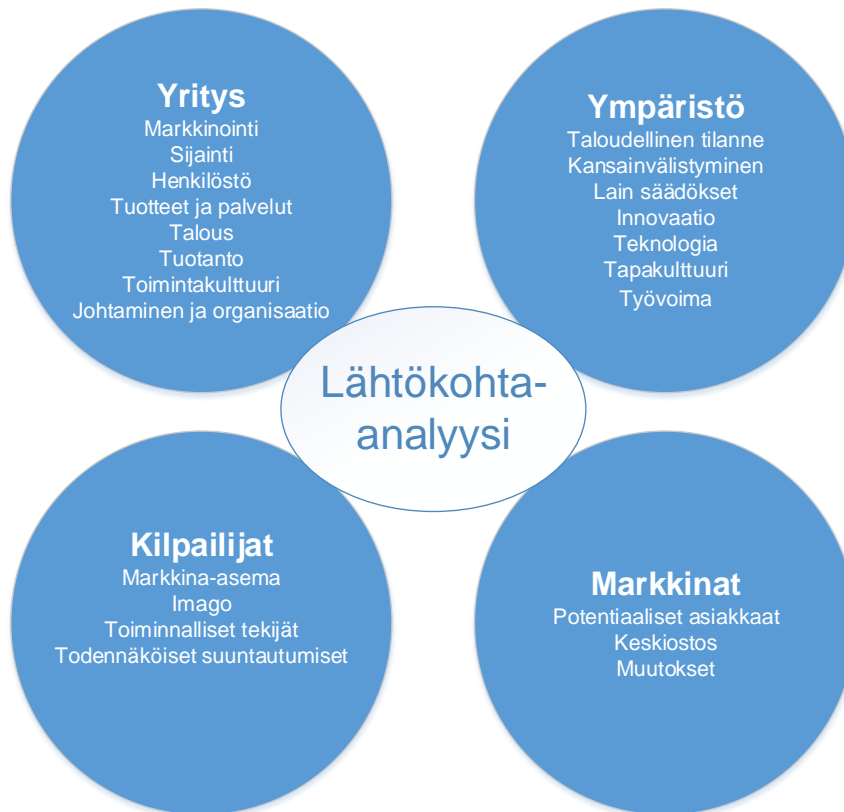 Yritys
Markkinointi
Sijainti
Henkilöstö
Tuotteet ja palvelut
Talous
Tuotanto
Toimintakulttuuri
Johtaminen ja organisaatio
Ympäristö
Taloudellinen tilanne
Kansainvälistyminen
Lain säädökset
Innovaatio
Teknologia
Tapakulttuuri
Työvoima
Lähtökohta-
analyysi
Kilpailijat
Markkina-asema
Imago
Toiminnalliset tekijät
Todennäköiset suuntautumiset
Markkinat
Potentiaaliset asiakkaat
Keskiostos
Muutokset